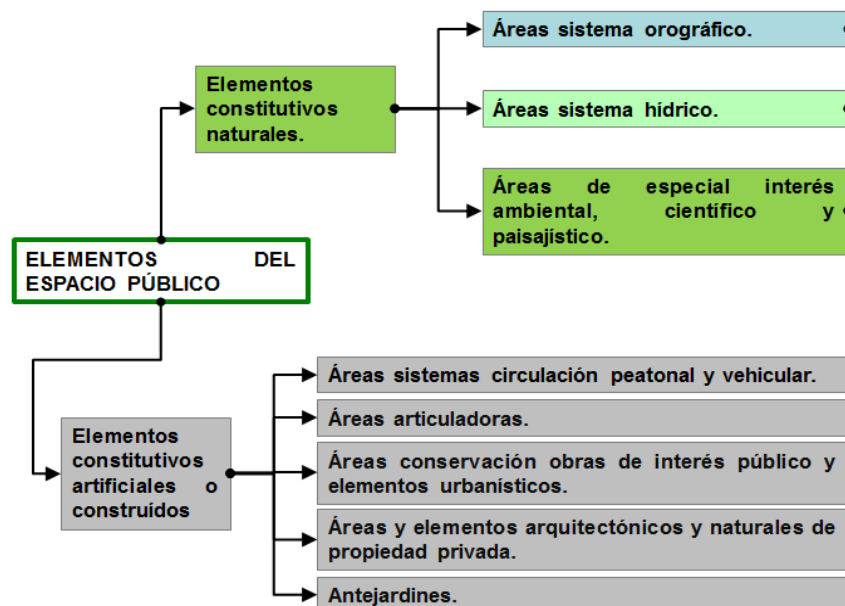 Áreas sistema orográfico.
Elementos
constitutivos
naturales.
Áreas sistema hídrico.
Áreas de especial interés
ambiental, científico y
paisajístico.
ELEMENTOS DEL
ESPACIO PÚBLICO
Áreas sistemas circulación peatonal y vehicular.
Áreas articuladoras.
Elementos
constitutivos
artificiales o
construídos
Áreas conservación obras de interés público y
elementos urbanísticos.
Áreas y elementos arquitectónicos y naturales de
propiedad privada.
Antejardines.